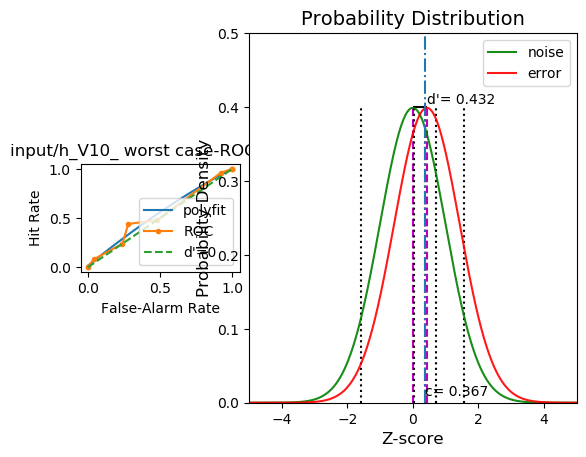 input/h_V10_ worst case-ROC
1.0
0.5
0.0
Hit Rate
polyfit
ROC
0.0
0.5
1.0
False-Alarm Rate
Probability Distribution
0.5
0.4
0.3
0.2
0.1
0.0
Probability Density
noise
error
d'= 0.432
c= 0.367
−4
−2
0
2
4
Z-score